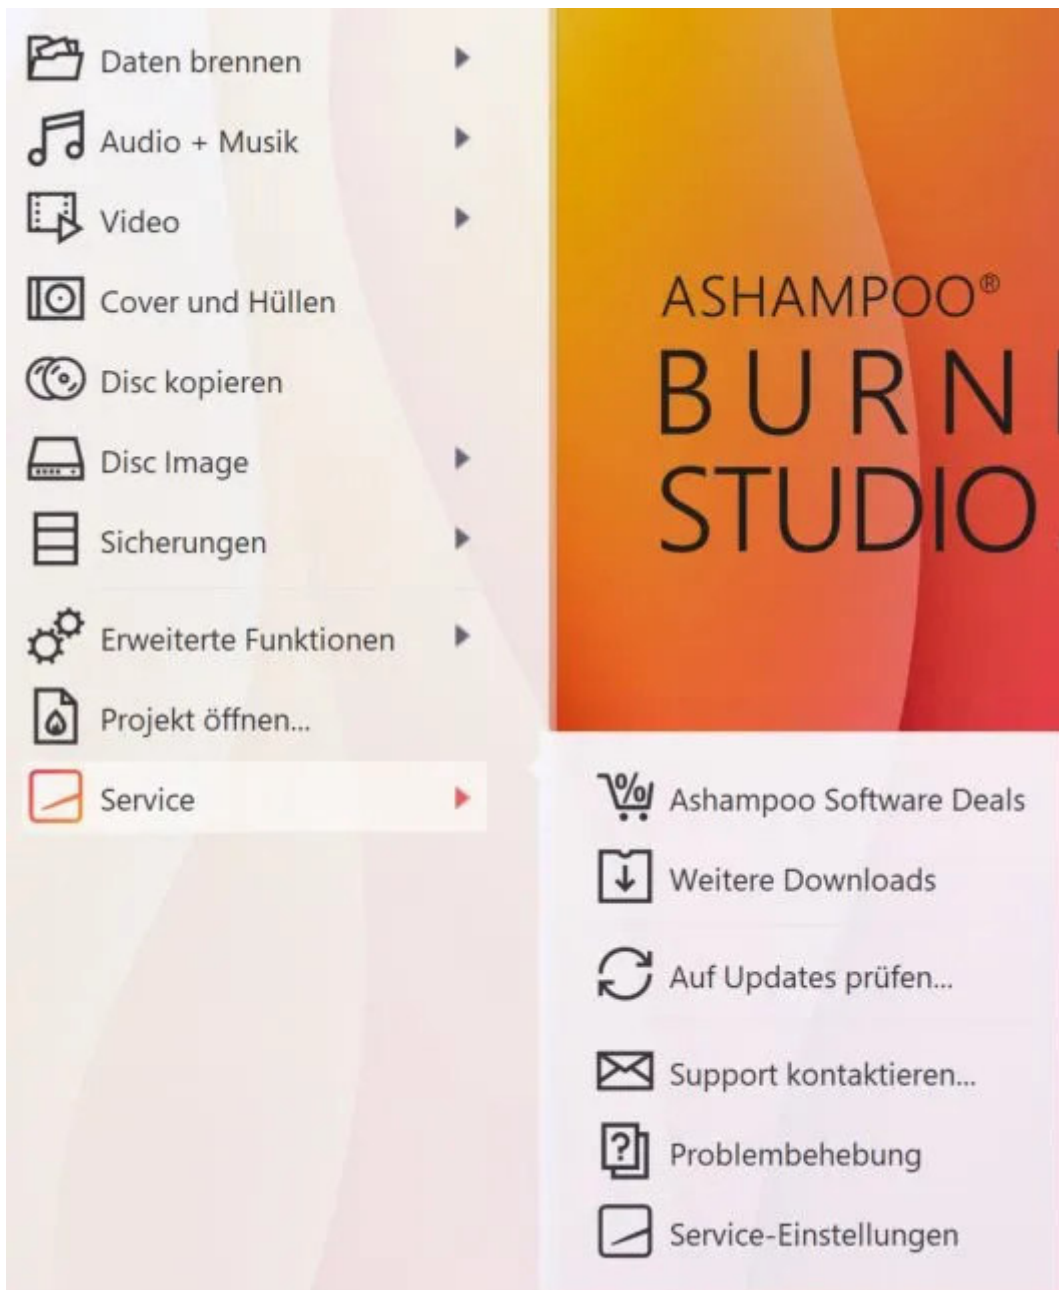 Daten brennen
Audio + Musik
Video
Cover und Hüllen
Disc kopieren
Disc Image
Sicherungen
Erweiterte Funktionen
Projekt öffnen...
Service
ASHAMPOO®
BURN
STUDIO
Ashampoo Software Deals
Weitere Downloads
Auf Updates prüfen...
Support kontaktieren...
Problembehebung
Service-Einstellungen